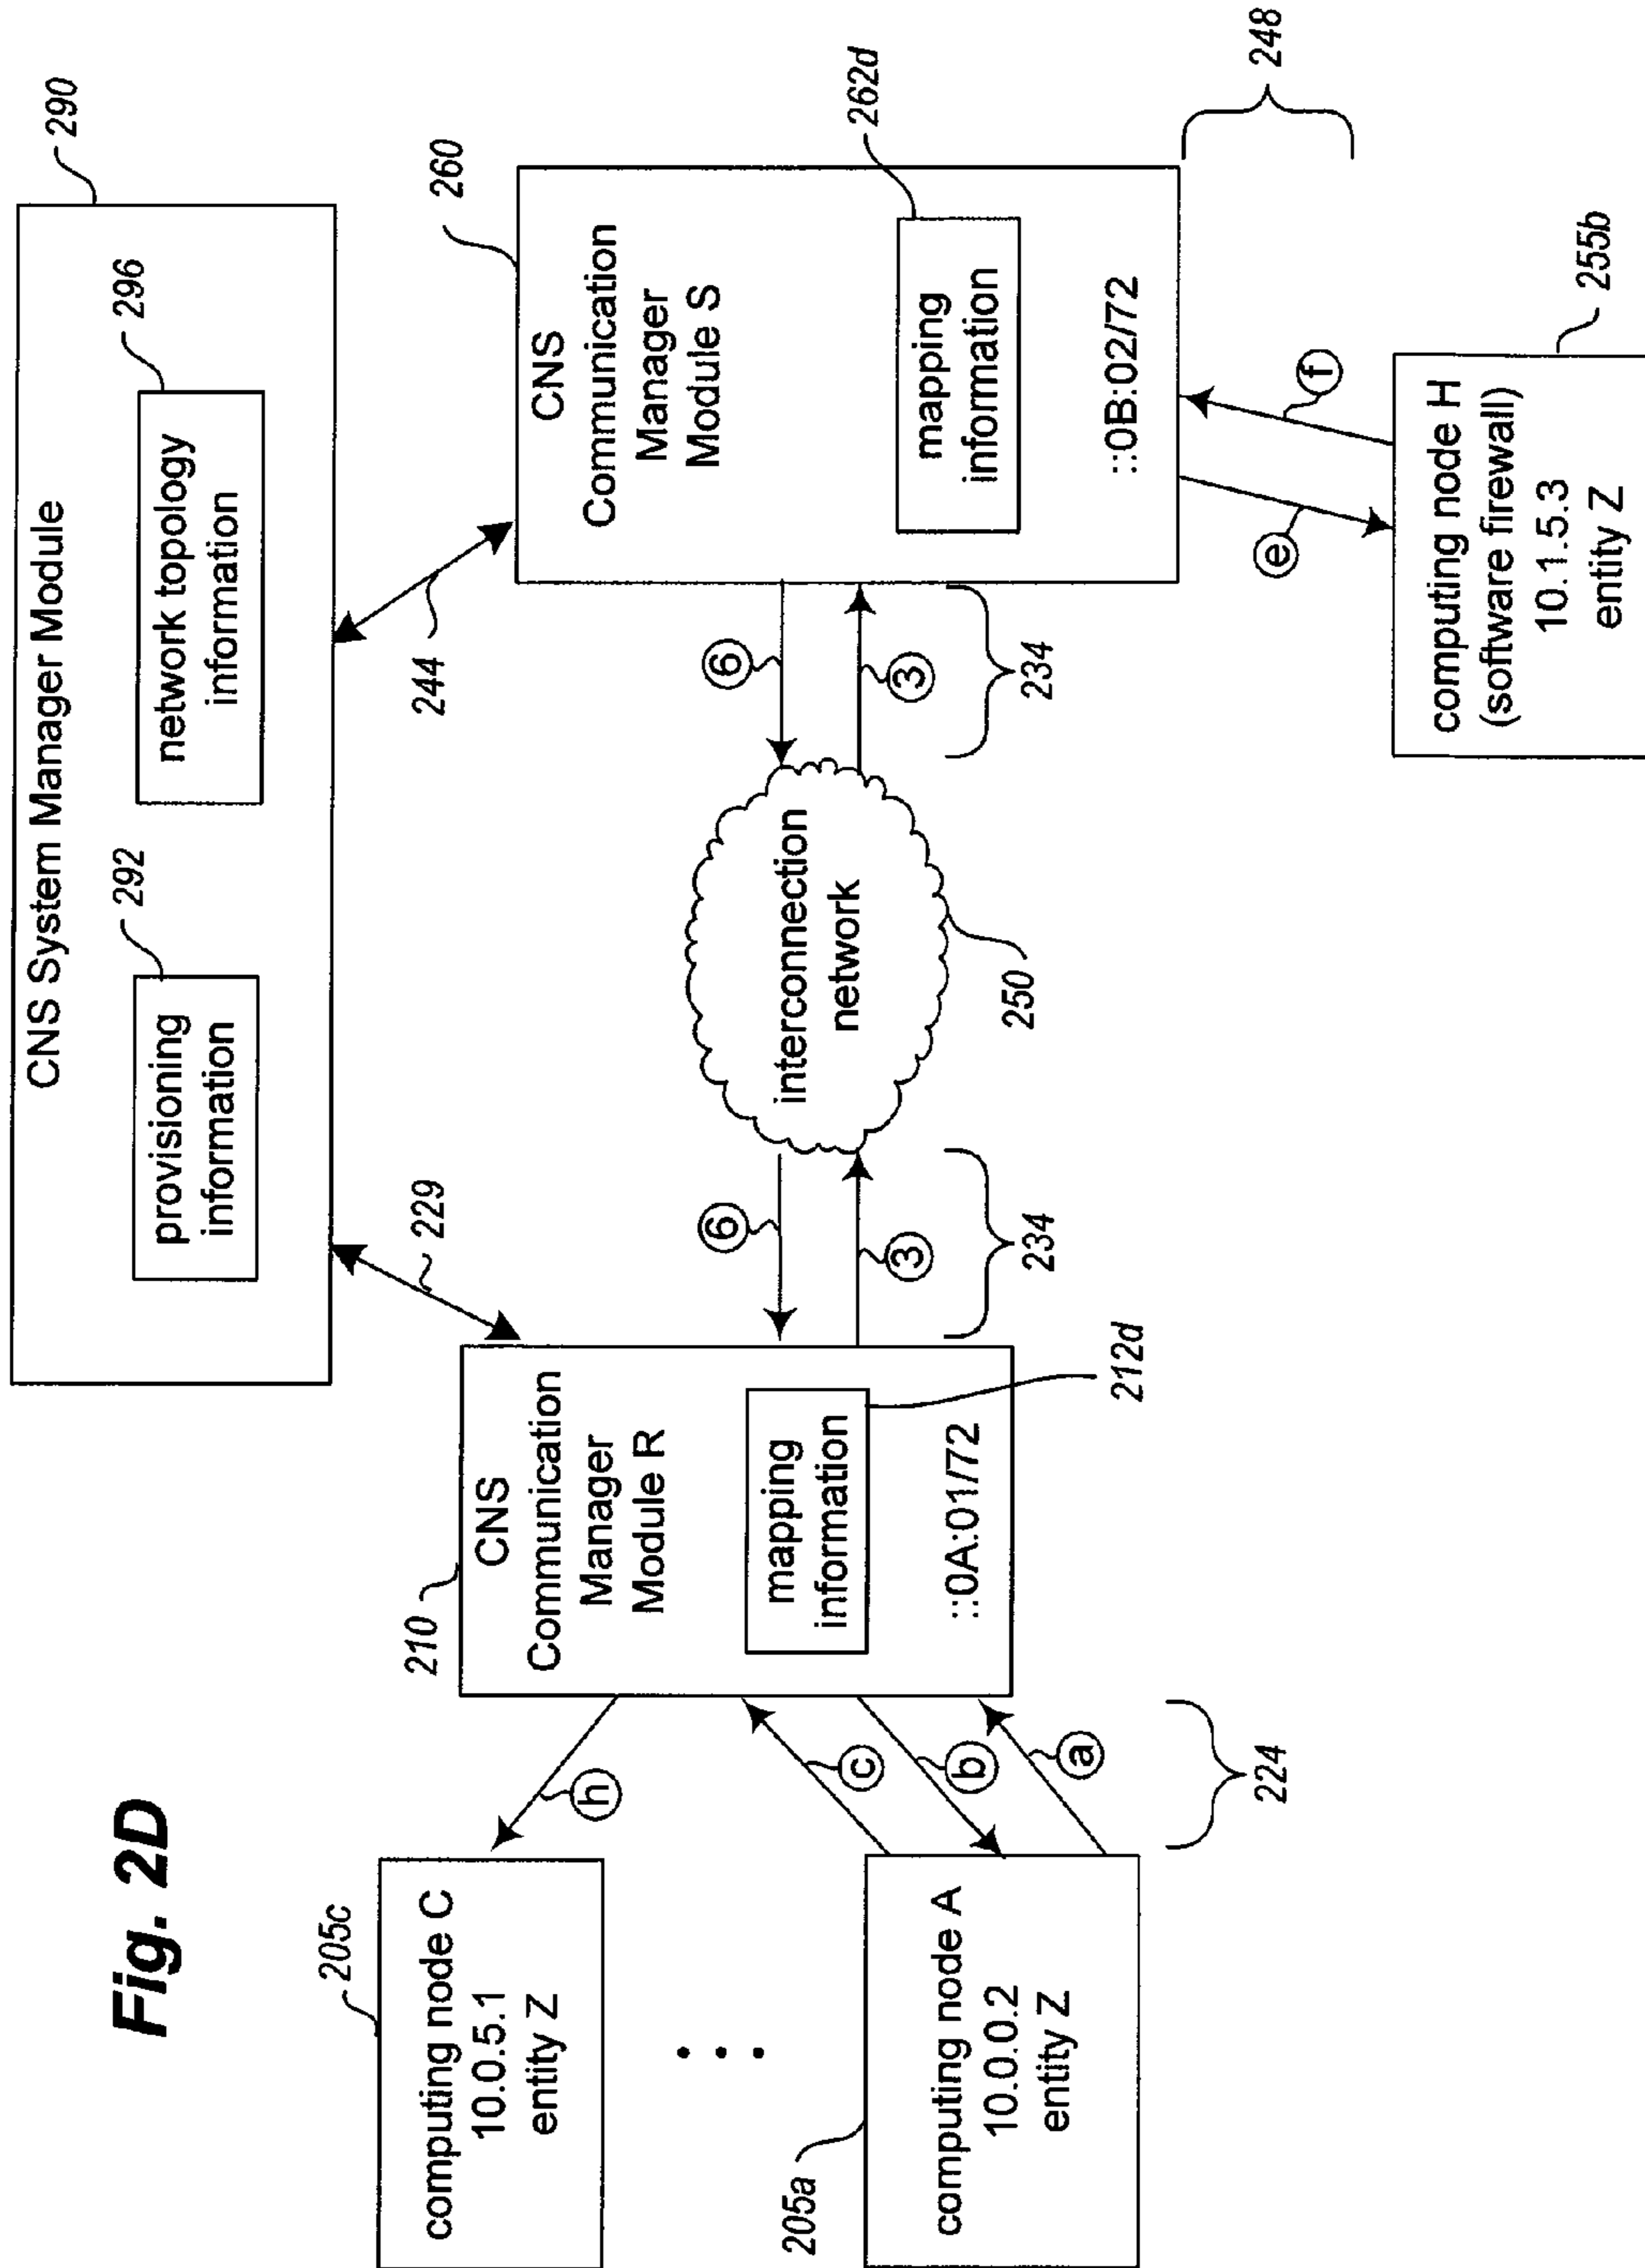 Fig. 2D
CNS System Manager Module
290
provisioning
information
292
network topology
information
296
229
244
210
CNS
Communication
Manager
Module R
mapping
information
212d
::0A:01/72
260
CNS
Communication
Manager
Module S
mapping
information
262d
::0B:02/72
6
3
234
interconnection
network
250
6
3
234
205c
computing node C
10.0.5.1
entity Z
205a
computing node A
10.0.0.2
entity Z
h
c
b
a
224
e
f
248
computing node H
(software firewall)
10.1.5.3
entity Z
255b